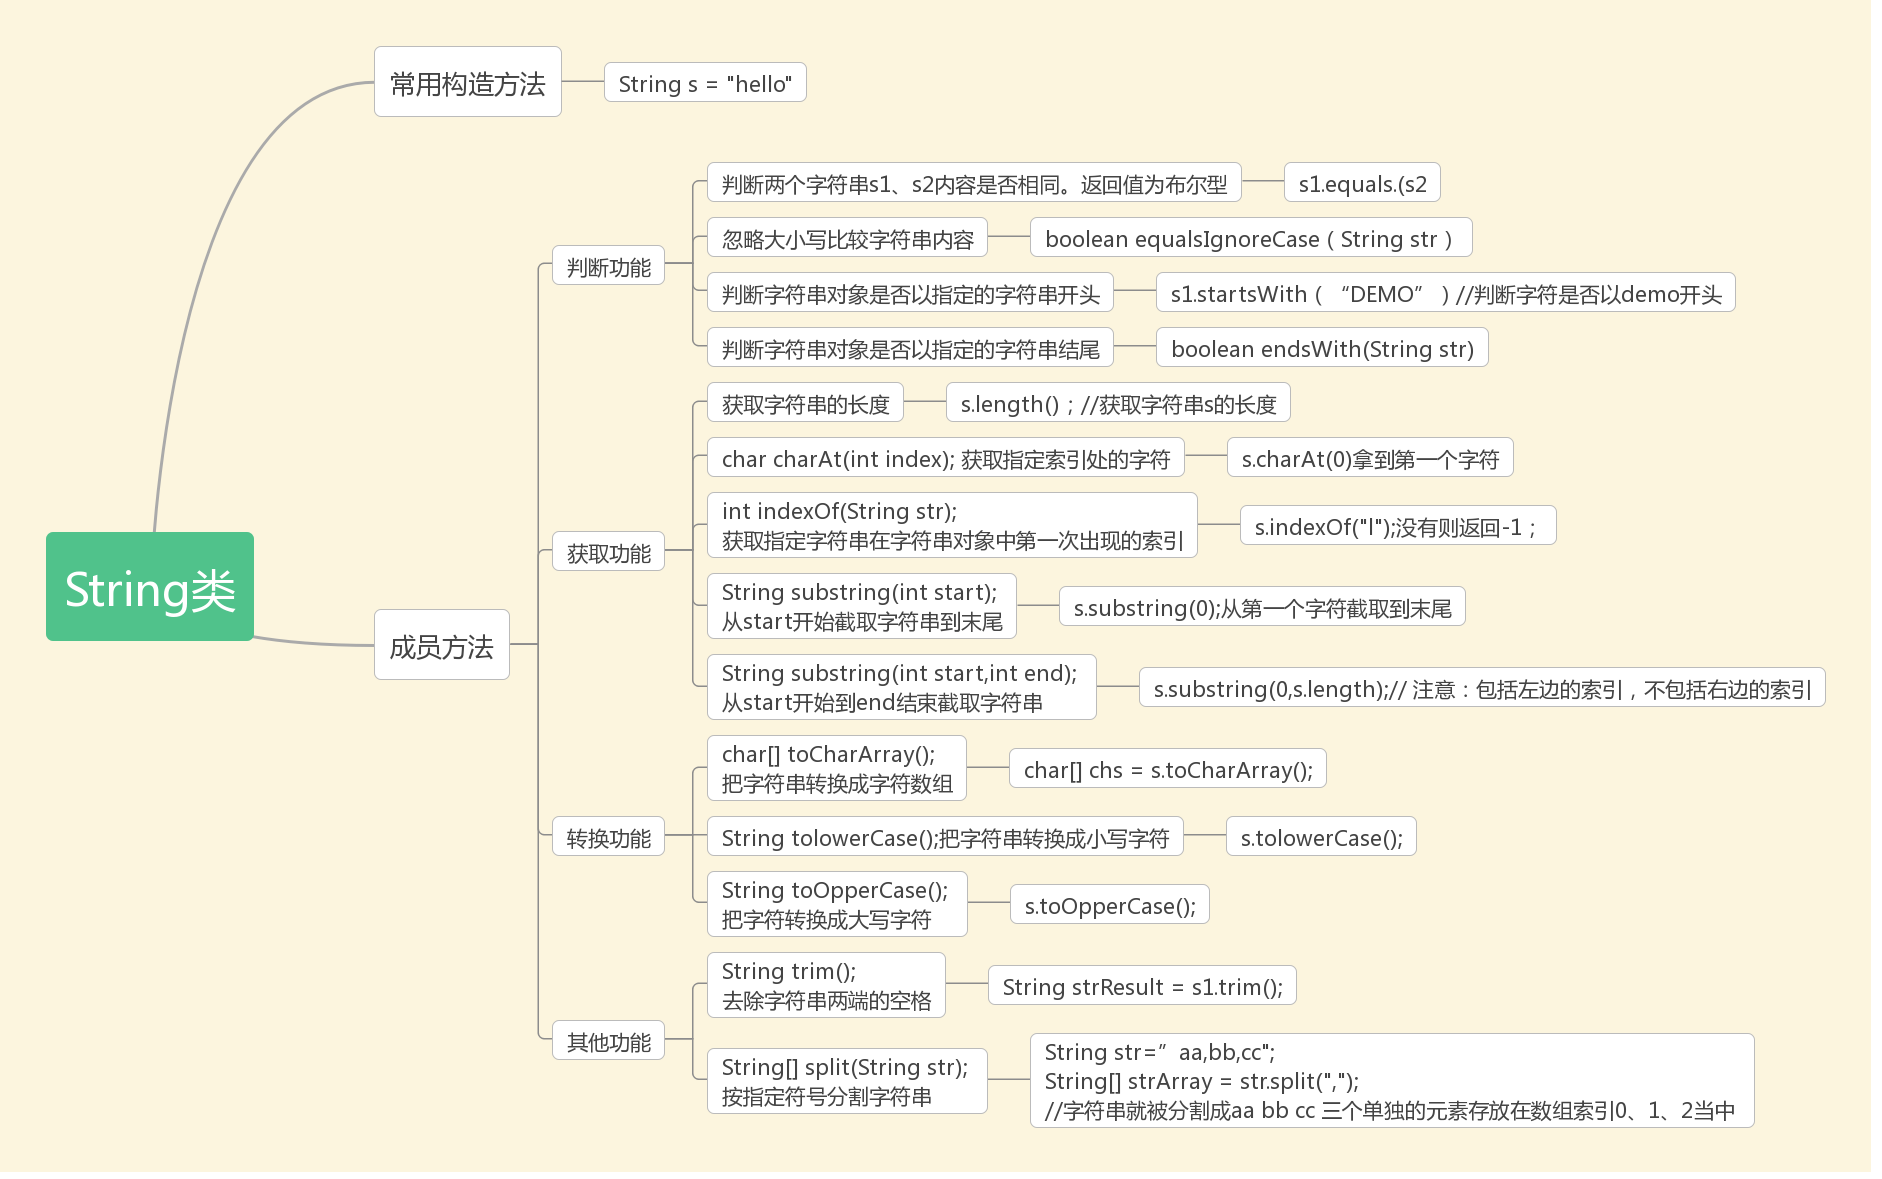 String类
常用构造方法
String s = "hello"
成员方法
判断功能
判断两个字符串s1、s2内容是否相同。返回值为布尔型
s1.equals.(s2
忽略大小写比较字符串内容
boolean equalsIgnoreCase（String str）
判断字符串对象是否以指定的字符串开头
s1.startsWith（ “DEMO” ）//判断字符是否以demo开头
判断字符串对象是否以指定的字符串结尾
boolean endsWith(String str)
获取功能
获取字符串的长度
s.length()；//获取字符串s的长度
char charAt(int index); 获取指定索引处的字符
s.charAt(0)拿到第一个字符
int indexOf(String str);
获取指定字符串在字符串对象中第一次出现的索引
s.indexOf("l");没有则返回-1；
String substring(int start);
从start开始截取字符串到末尾
s.substring(0);从第一个字符截取到末尾
String substring(int start,int end);
从start开始到end结束截取字符串
s.substring(0,s.length);// 注意：包括左边的索引，不包括右边的索引
转换功能
char[] toCharArray();
把字符串转换成字符数组
char[] chs = s.toCharArray();
String tolowerCase();把字符串转换成小写字符
s.tolowerCase();
String toOpperCase();
把字符转换成大写字符
s.toOpperCase();
其他功能
String trim();
去除字符串两端的空格
String strResult = s1.trim();
String[] split(String str);
按指定符号分割字符串
String str=”aa,bb,cc";
String[] strArray = str.split(",");
//字符串就被分割成aa bb cc 三个单独的元素存放在数组索引0、1、2当中